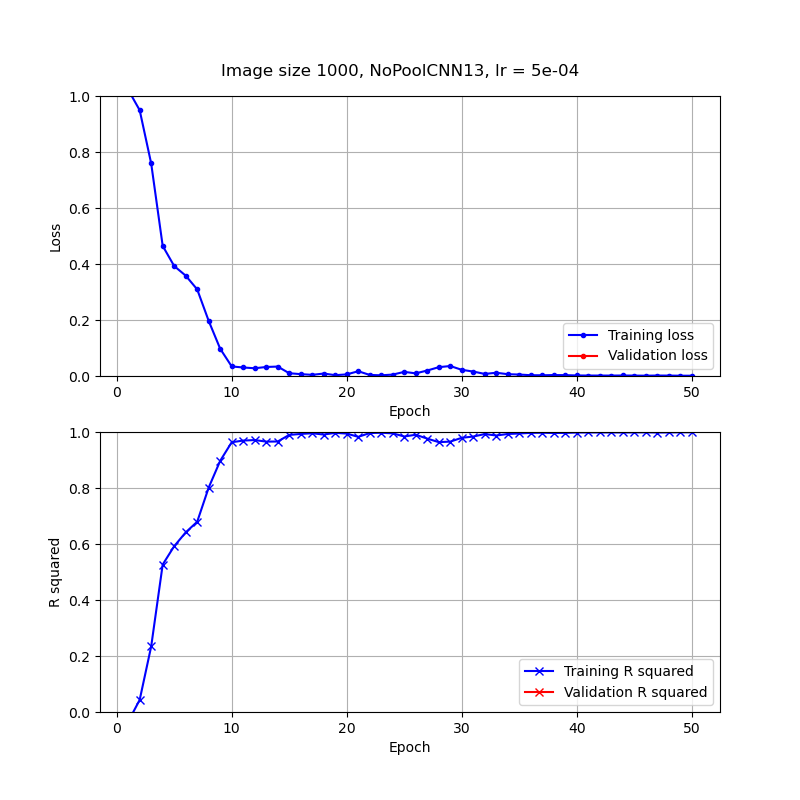 Image size 1000, NoPoolCNN13, lr = 5e-04
1.0
0.8
0.6
0.4
0.2
0.0
Loss
Training loss
Validation loss
0 10 20 30 40 50
Epoch
1.0
0.8
0.6
0.4
0.2
0.0
R squared
Training R squared
Validation R squared
0 10 20 30 40 50
Epoch